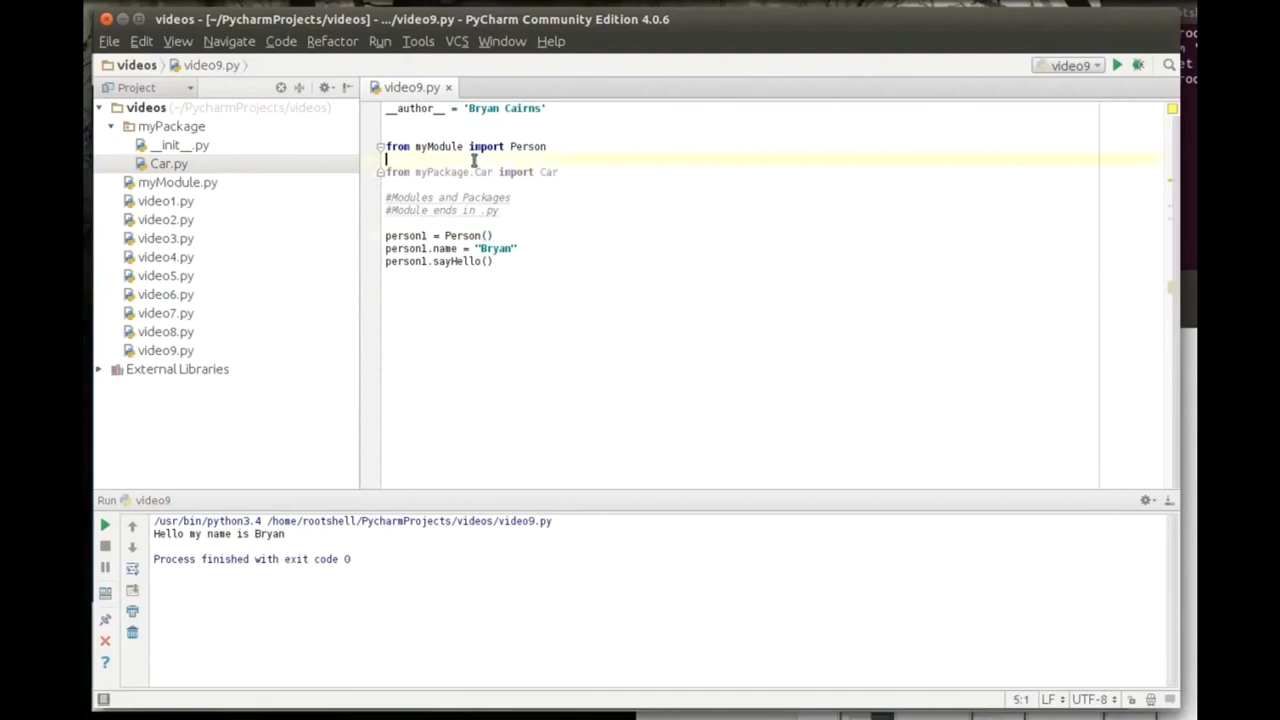 videos - [~/PycharmProjects/videos] - .../video9.py - PyCharm Community Edition 4.0.6
File Edit View Navigate Code Refactor Run Tools VCS Window Help
videos video9.py video9
Project video9.py
videos (~/PycharmProjects/videos)
myPackage
__init__.py
Car.py
myModule.py
video1.py
video2.py
video3.py
video4.py
video5.py
video6.py
video7.py
video8.py
video9.py
External Libraries
__author__ = 'Bryan Cairns'
from myModule import Person
from myPackage.Car import Car
#Modules and Packages
#Module ends in .py
person1 = Person()
person1.name = "Bryan"
person1.sayHello()
Run video9
/usr/bin/python3.4 /home/rootshell/PycharmProjects/videos/video9.py
Hello my name is Bryan
Process finished with exit code 0
5:1 LF UTF-8